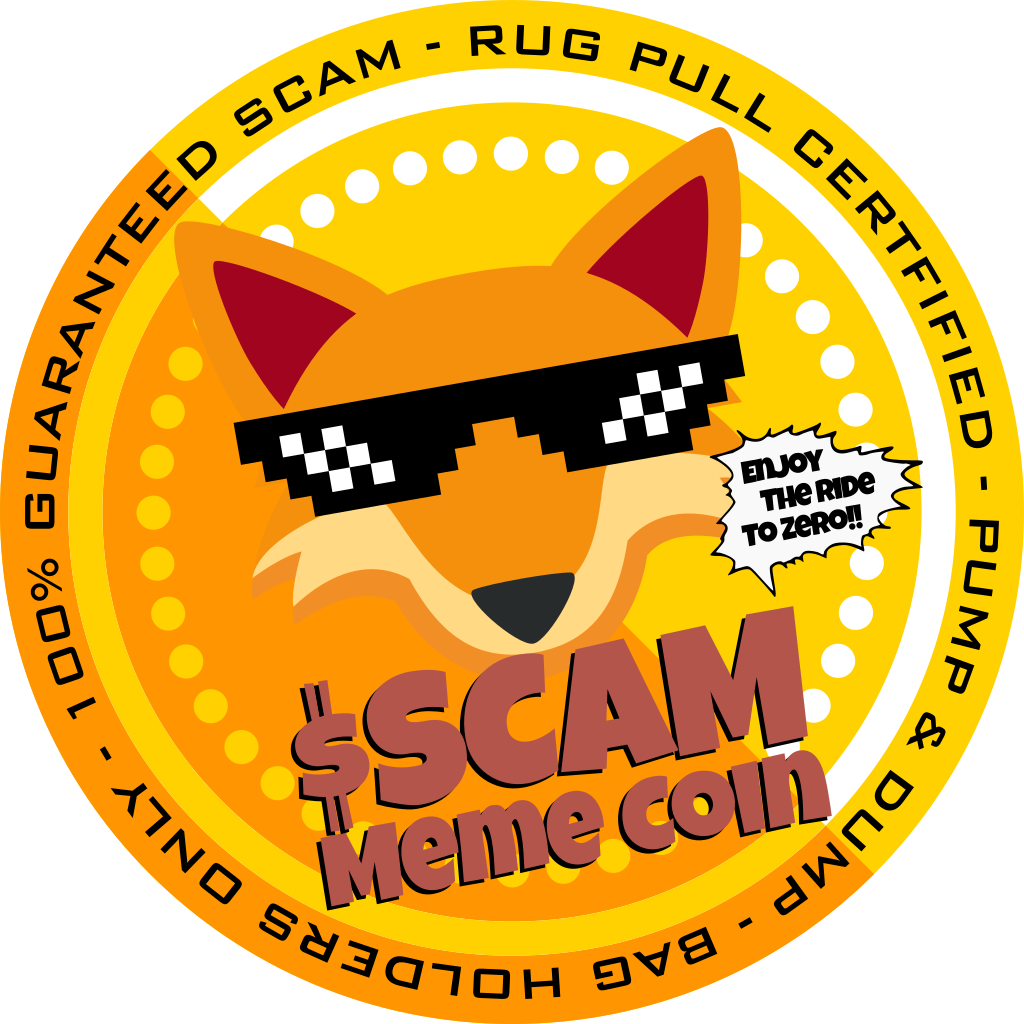 100% GUARANTEED SCAM - RUG PULL CERTIFIED - PUMP & DUMP - BAG HOLDERS ONLY -
ENJOY
THE RIDE
TO ZERO!!
$SCAM
Meme coin